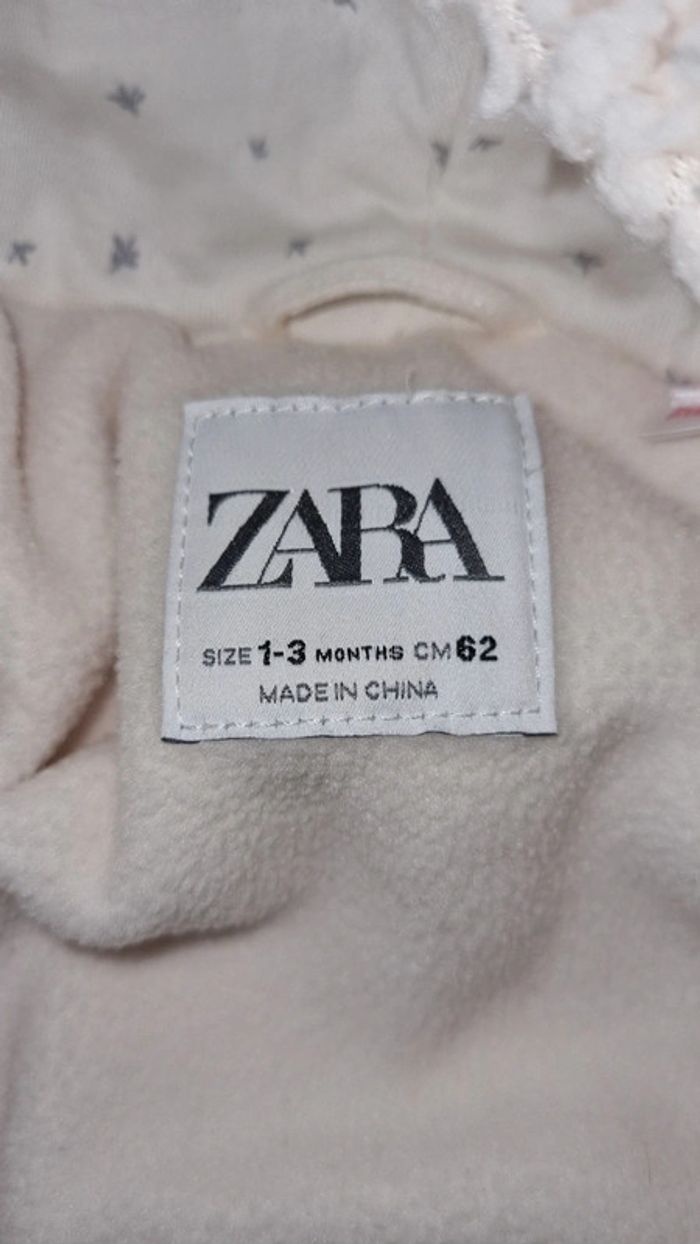 ZARA
SIZE 1-3 MONTHS CM 62
MADE IN CHINA